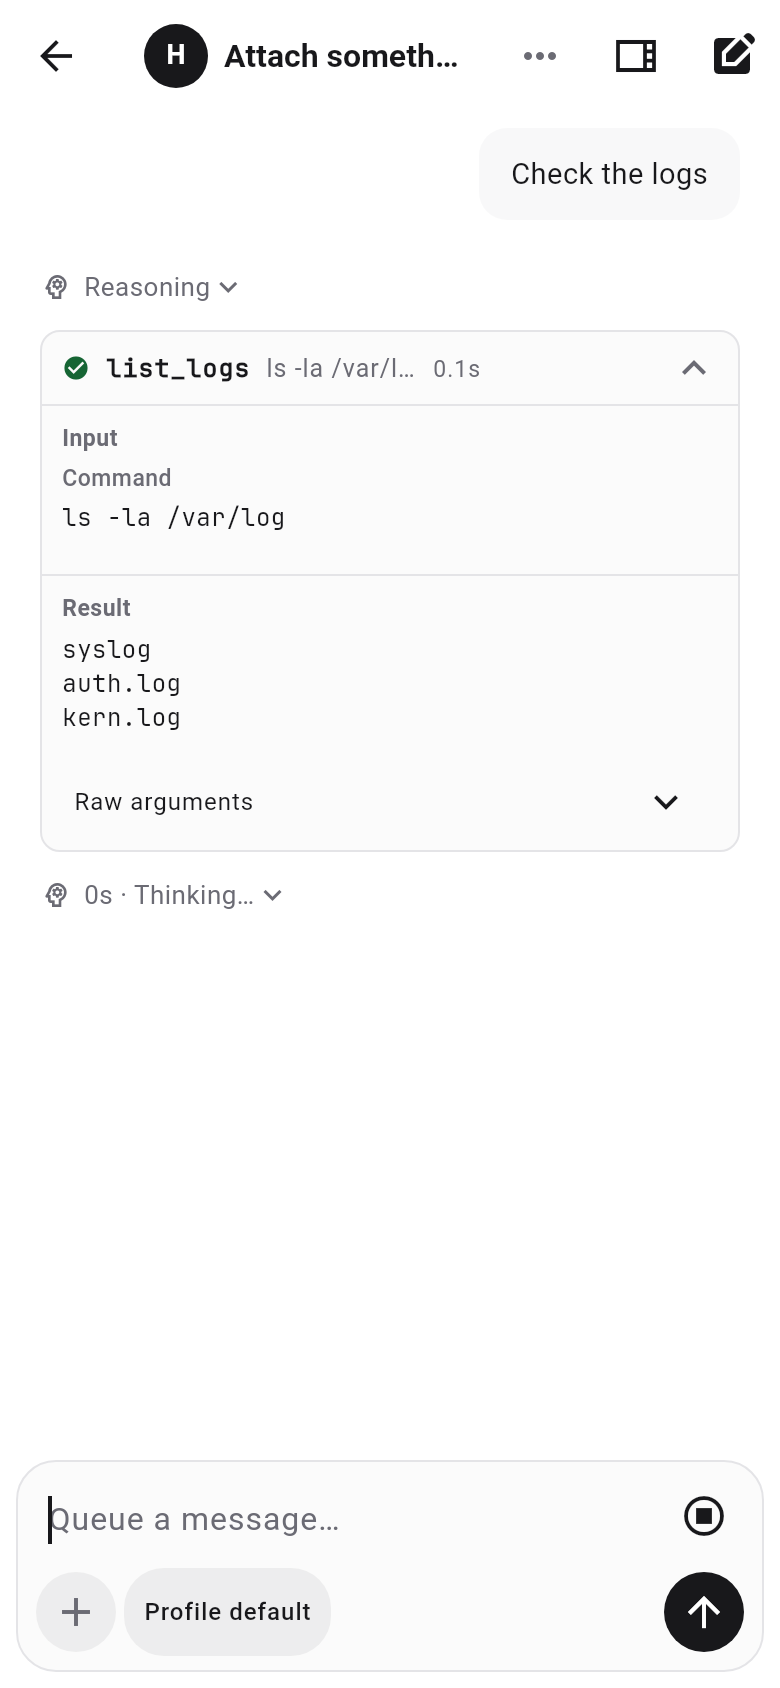 H
Attach someth…
Check the logs
Reasoning
list_logs ls -la /var/l… 0.1s
Input
Command
ls -la /var/log
Result
syslog
auth.log
kern.log
Raw arguments
0s · Thinking…
Queue a message…
Profile default